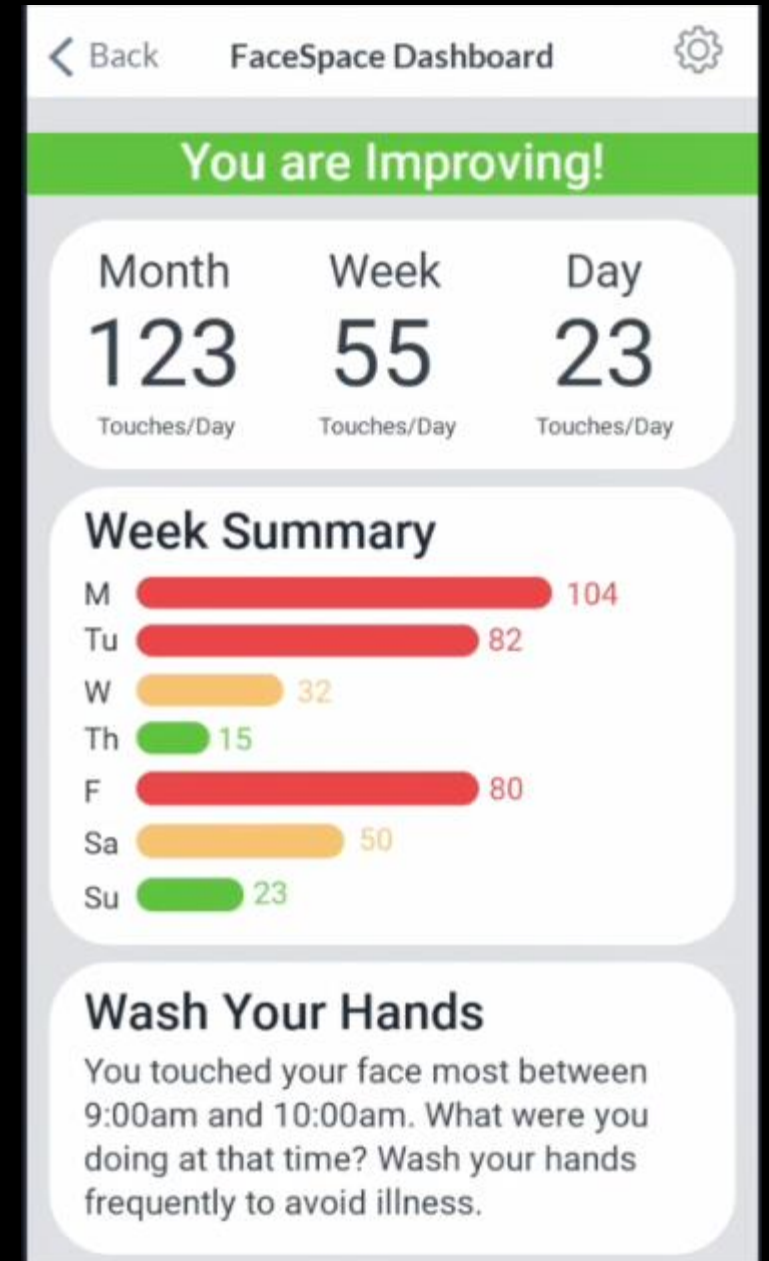 Back FaceSpace Dashboard
You are Improving!
Month Week Day
123 55 23
Touches/Day Touches/Day Touches/Day
Week Summary
M 104
Tu 82
W 32
Th 15
F 80
Sa 50
Su 23
Wash Your Hands
You touched your face most between
9:00am and 10:00am. What were you
doing at that time? Wash your hands
frequently to avoid illness.